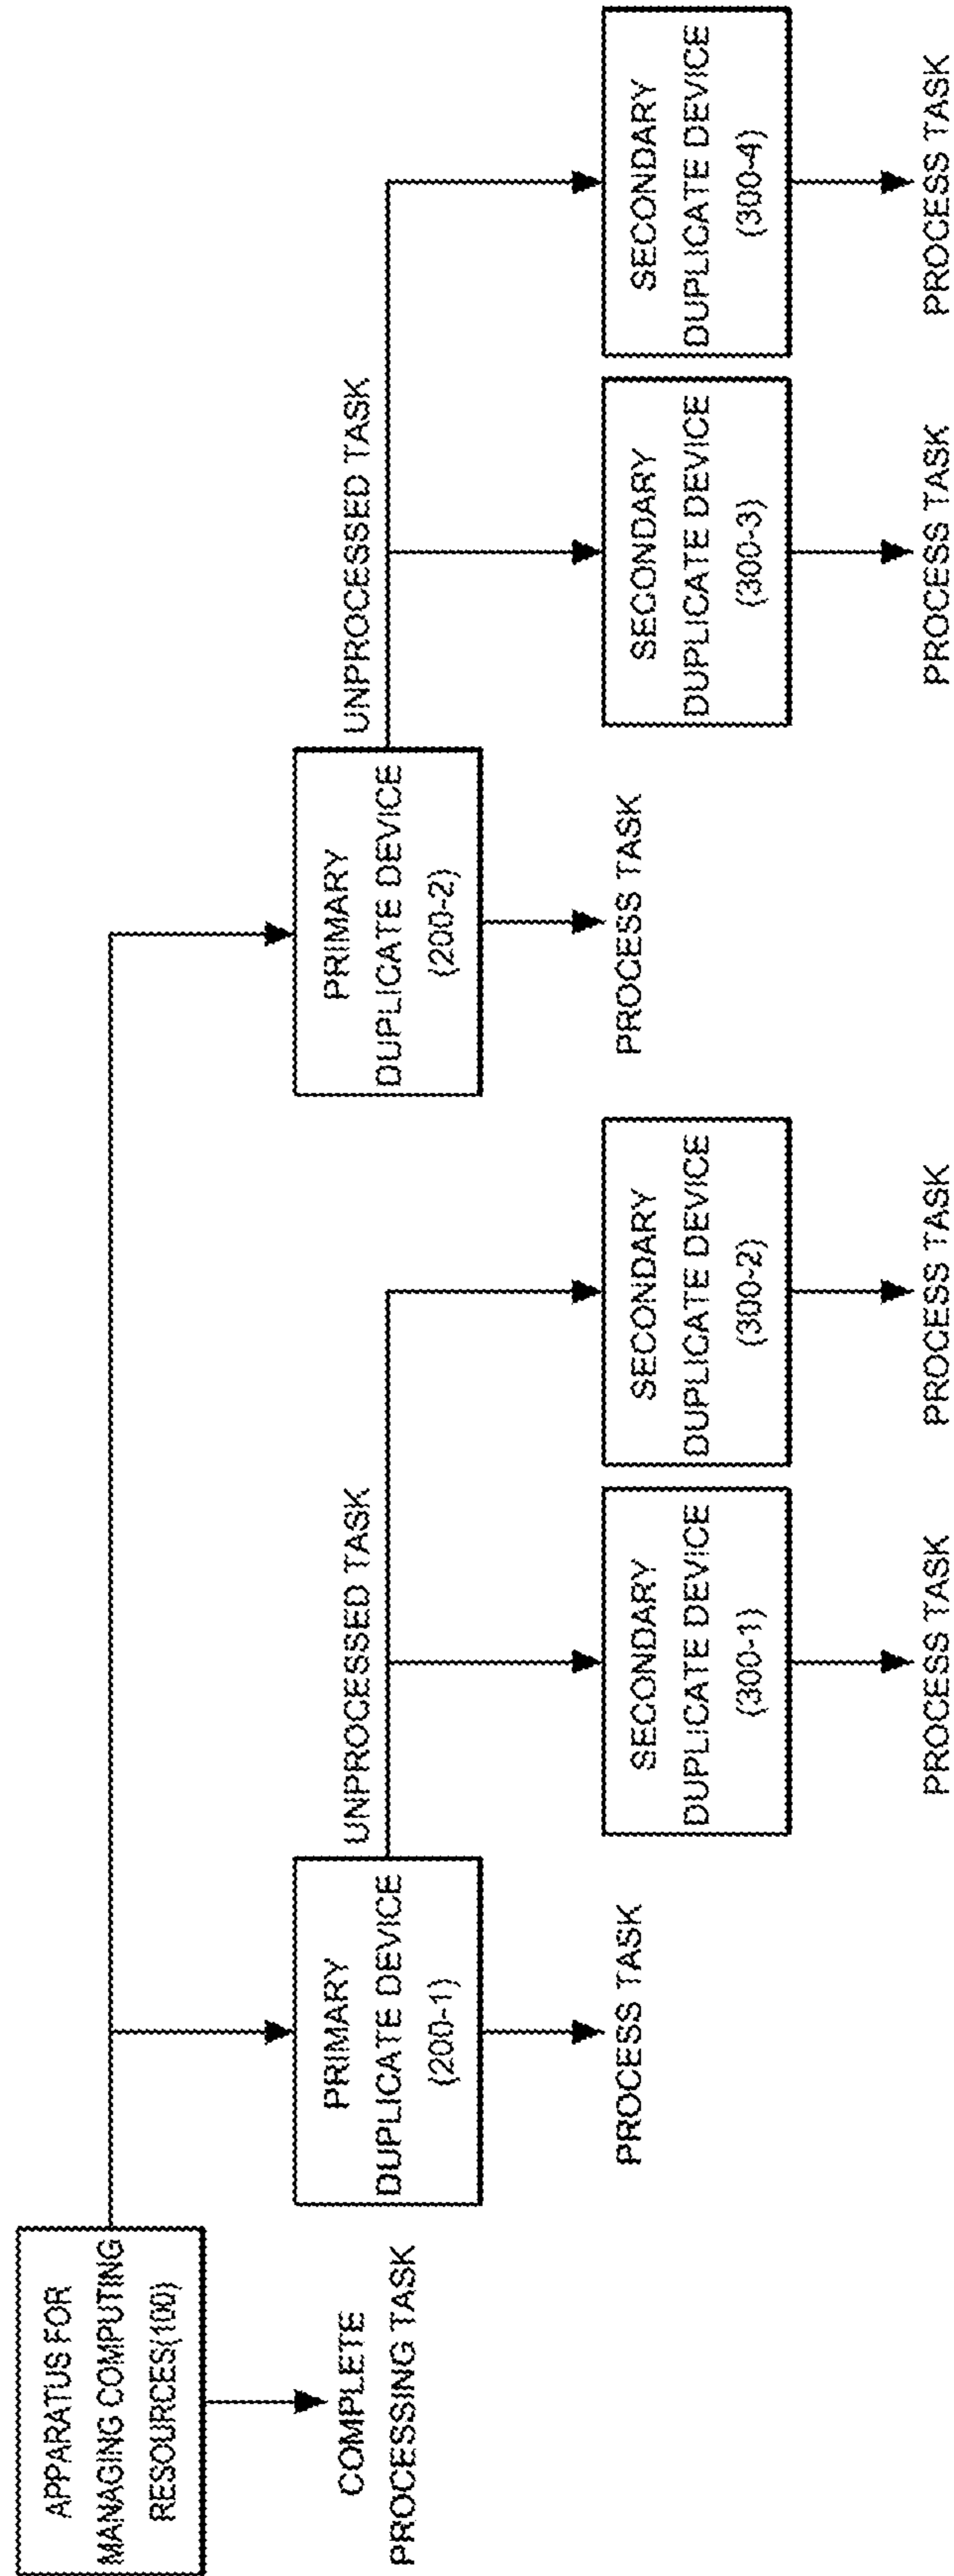 APPARATUS FOR
MANAGING COMPUTING
RESOURCES(100)
COMPLETE
PROCESSING TASK
PRIMARY
DUPLICATE DEVICE
(200-1)
PROCESS TASK
UNPROCESSED TASK
SECONDARY
DUPLICATE DEVICE
(300-1)
PROCESS TASK
SECONDARY
DUPLICATE DEVICE
(300-2)
PROCESS TASK
PRIMARY
DUPLICATE DEVICE
(200-2)
PROCESS TASK
UNPROCESSED TASK
SECONDARY
DUPLICATE DEVICE
(300-3)
PROCESS TASK
SECONDARY
DUPLICATE DEVICE
(300-4)
PROCESS TASK